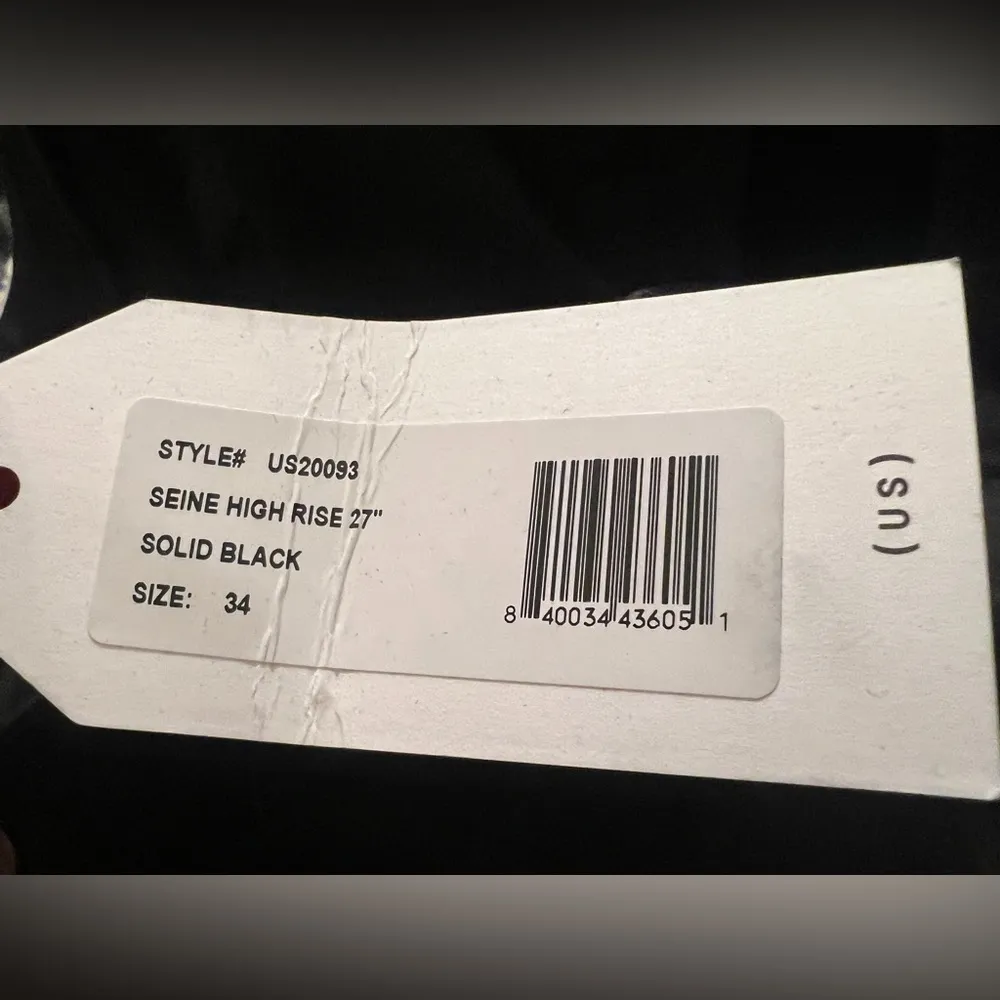 STYLE# US20093
SEINE HIGH RISE 27"
SOLID BLACK
SIZE: 34
8 40034 43605 1
(US)